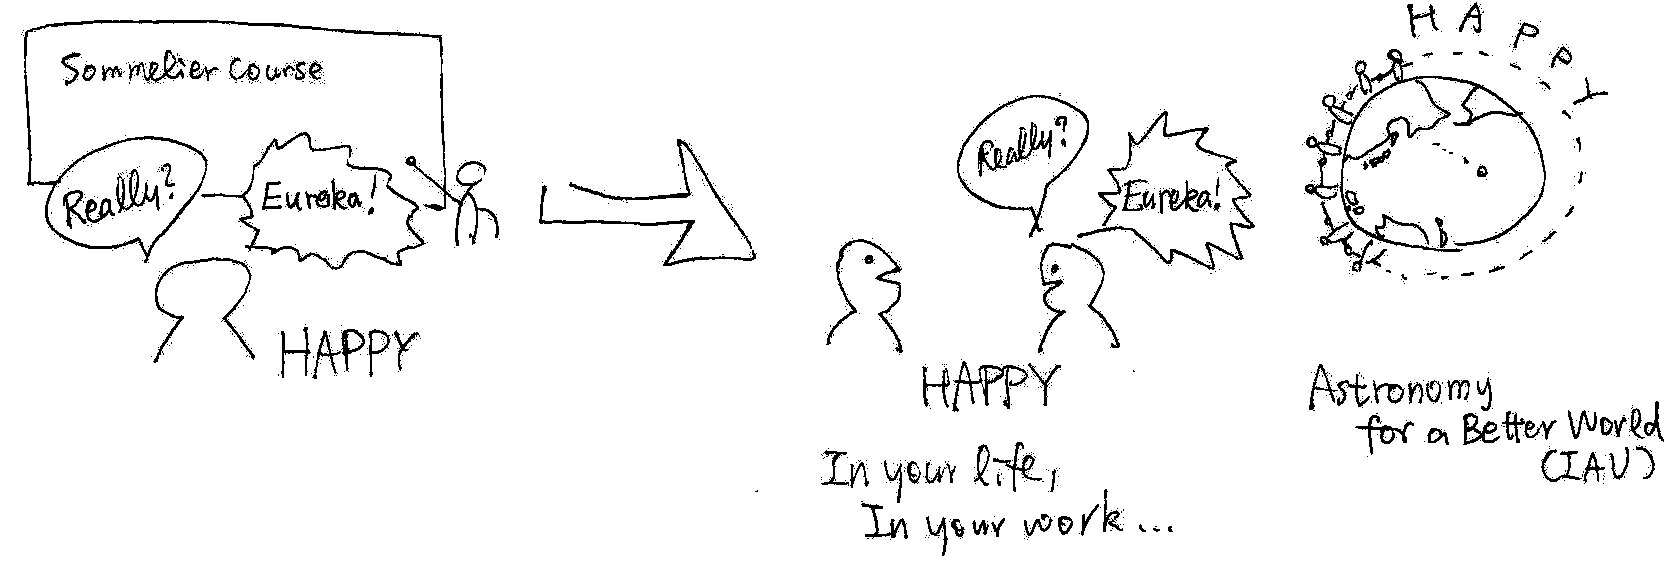 Sommelier course
Really?
Eureka!
HAPPY
Really?
Eureka!
HAPPY
In your life,
In your work...
HAPPY
Astronomy
for a Better World
(IAU)